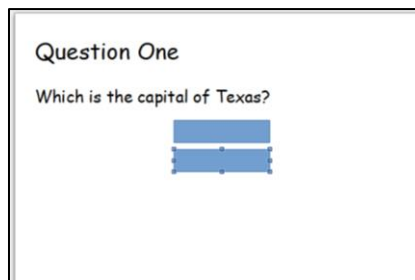 Question One
Which is the capital of Texas?